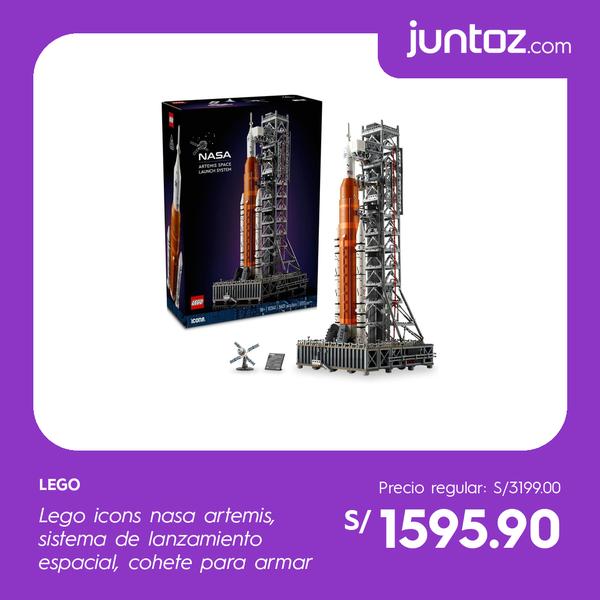 juntoz.com
LEGO
NASA
ARTEMIS SPACE
LAUNCH SYSTEM
LEGO
ICONS
LEGO
Precio regular: S/3199.00
Lego icons nasa artemis,
sistema de lanzamiento
espacial, cohete para armar
S/1595.90